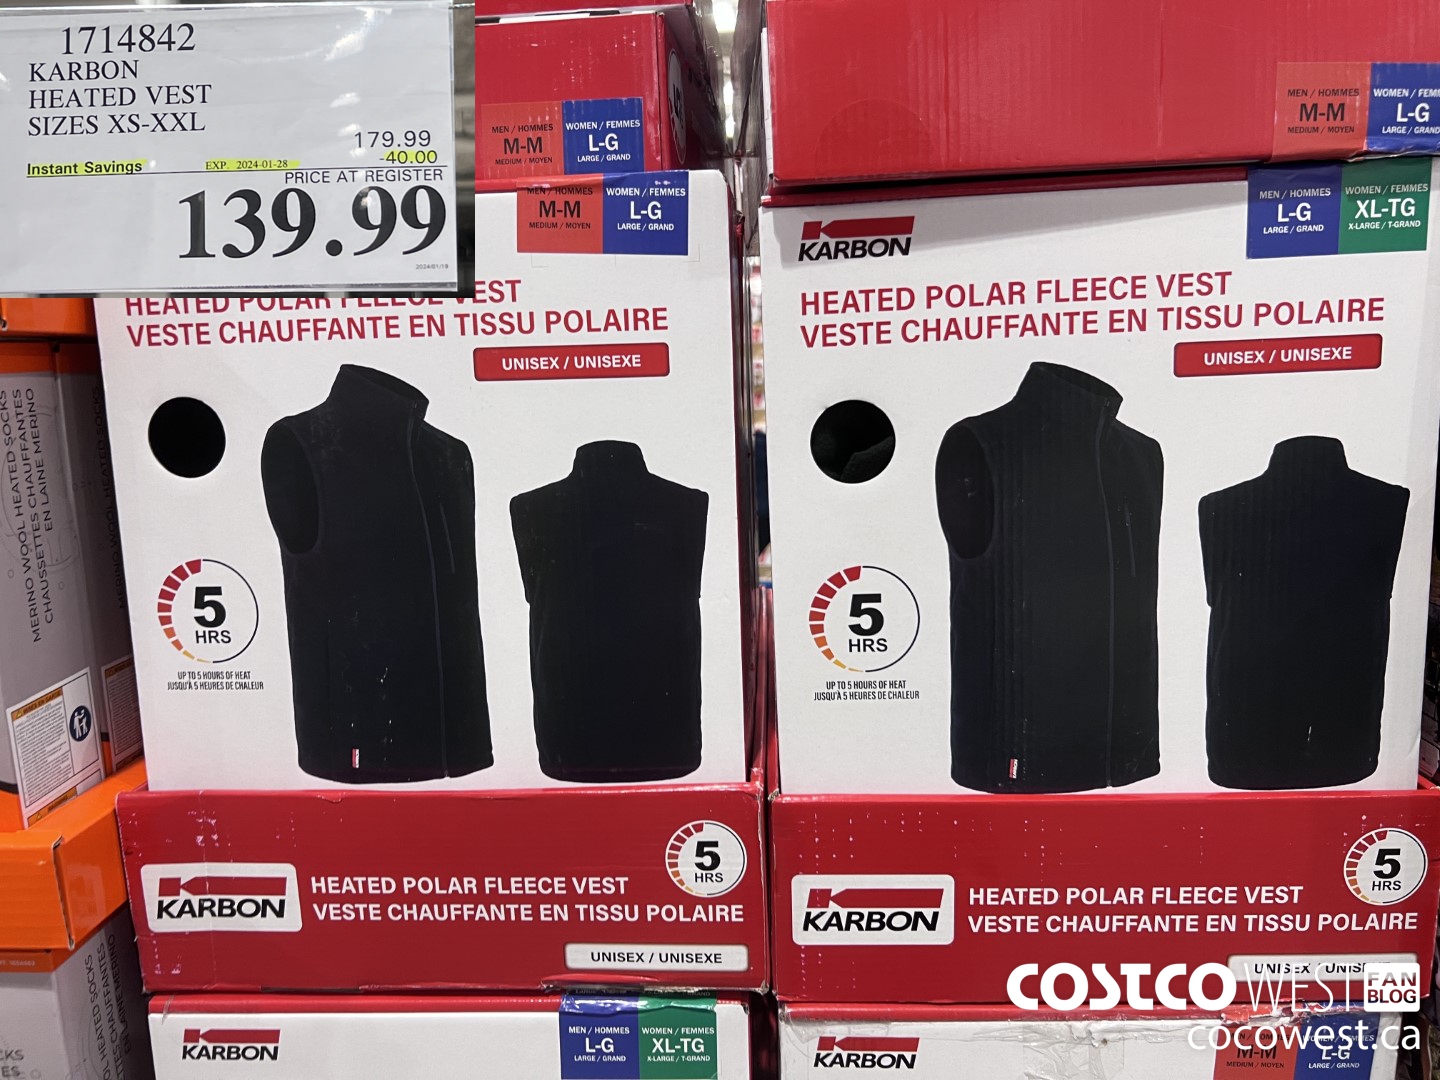 1714842
KARBON
HEATED VEST
SIZES XS-XXL
179.99
Instant Savings EXP. 2024-01-28 -40.00
PRICE AT REGISTER
139.99
2024/01/19
MEN / HOMMES
M-M
MEDIUM / MOYEN
WOMEN / FEMMES
L-G
LARGE / GRAND
MEN / HOMMES
M-M
MEDIUM / MOYEN
WOMEN / FEMMES
L-G
LARGE / GRAND
HEATED POLAR FLEECE VEST
VESTE CHAUFFANTE EN TISSU POLAIRE
UNISEX / UNISEXE
5
HRS
UP TO 5 HOURS OF HEAT
JUSQU'À 5 HEURES DE CHALEUR
KARBON
HEATED POLAR FLEECE VEST
VESTE CHAUFFANTE EN TISSU POLAIRE
5
HRS
UNISEX / UNISEXE
KARBON
MEN / HOMMES
L-G
LARGE / GRAND
WOMEN / FEMMES
XL-TG
X-LARGE / T-GRAND
MEN / HOMMES
M-M
MEDIUM / MOYEN
WOMEN / FEMM
L-G
LARGE / GRAND
KARBON
MEN / HOMMES
L-G
LARGE / GRAND
WOMEN / FEMMES
XL-TG
X-LARGE / T-GRAND
HEATED POLAR FLEECE VEST
VESTE CHAUFFANTE EN TISSU POLAIRE
UNISEX / UNISEXE
5
HRS
UP TO 5 HOURS OF HEAT
JUSQU'À 5 HEURES DE CHALEUR
KARBON
HEATED POLAR FLEECE VEST
VESTE CHAUFFANTE EN TISSU POLAIRE
5
HRS
UNISEX / UNISE
KARBON
M-M
MEDIUM / MOYEN
L-G
LARGE / GRAND
MERINO WOOL HEATED SOCKS
CHAUSSETTES CHAUFFANTES
EN LAINE MERINO
COSTCO WEST FAN BLOG
cocowest.ca